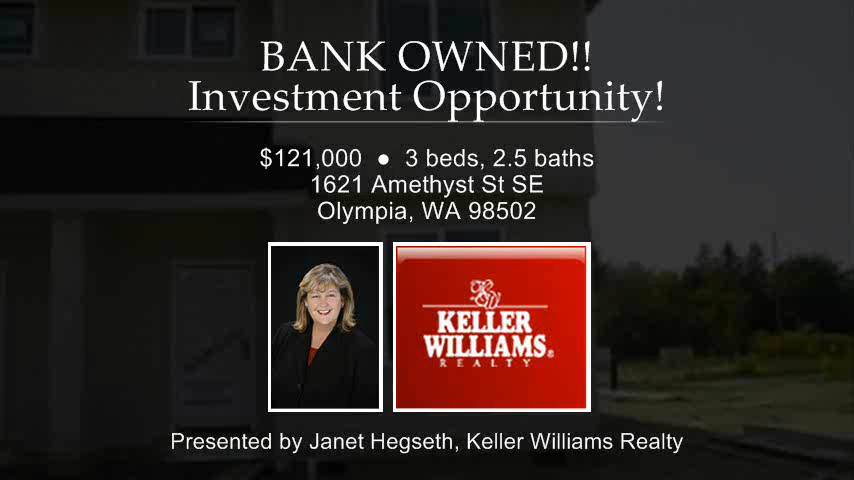 BANK OWNED!!
Investment Opportunity!
$121,000 ● 3 beds, 2.5 baths
1621 Amethyst St SE
Olympia, WA 98502
KW
KELLER
WILLIAMS®
REALTY
Presented by Janet Hegseth, Keller Williams Realty